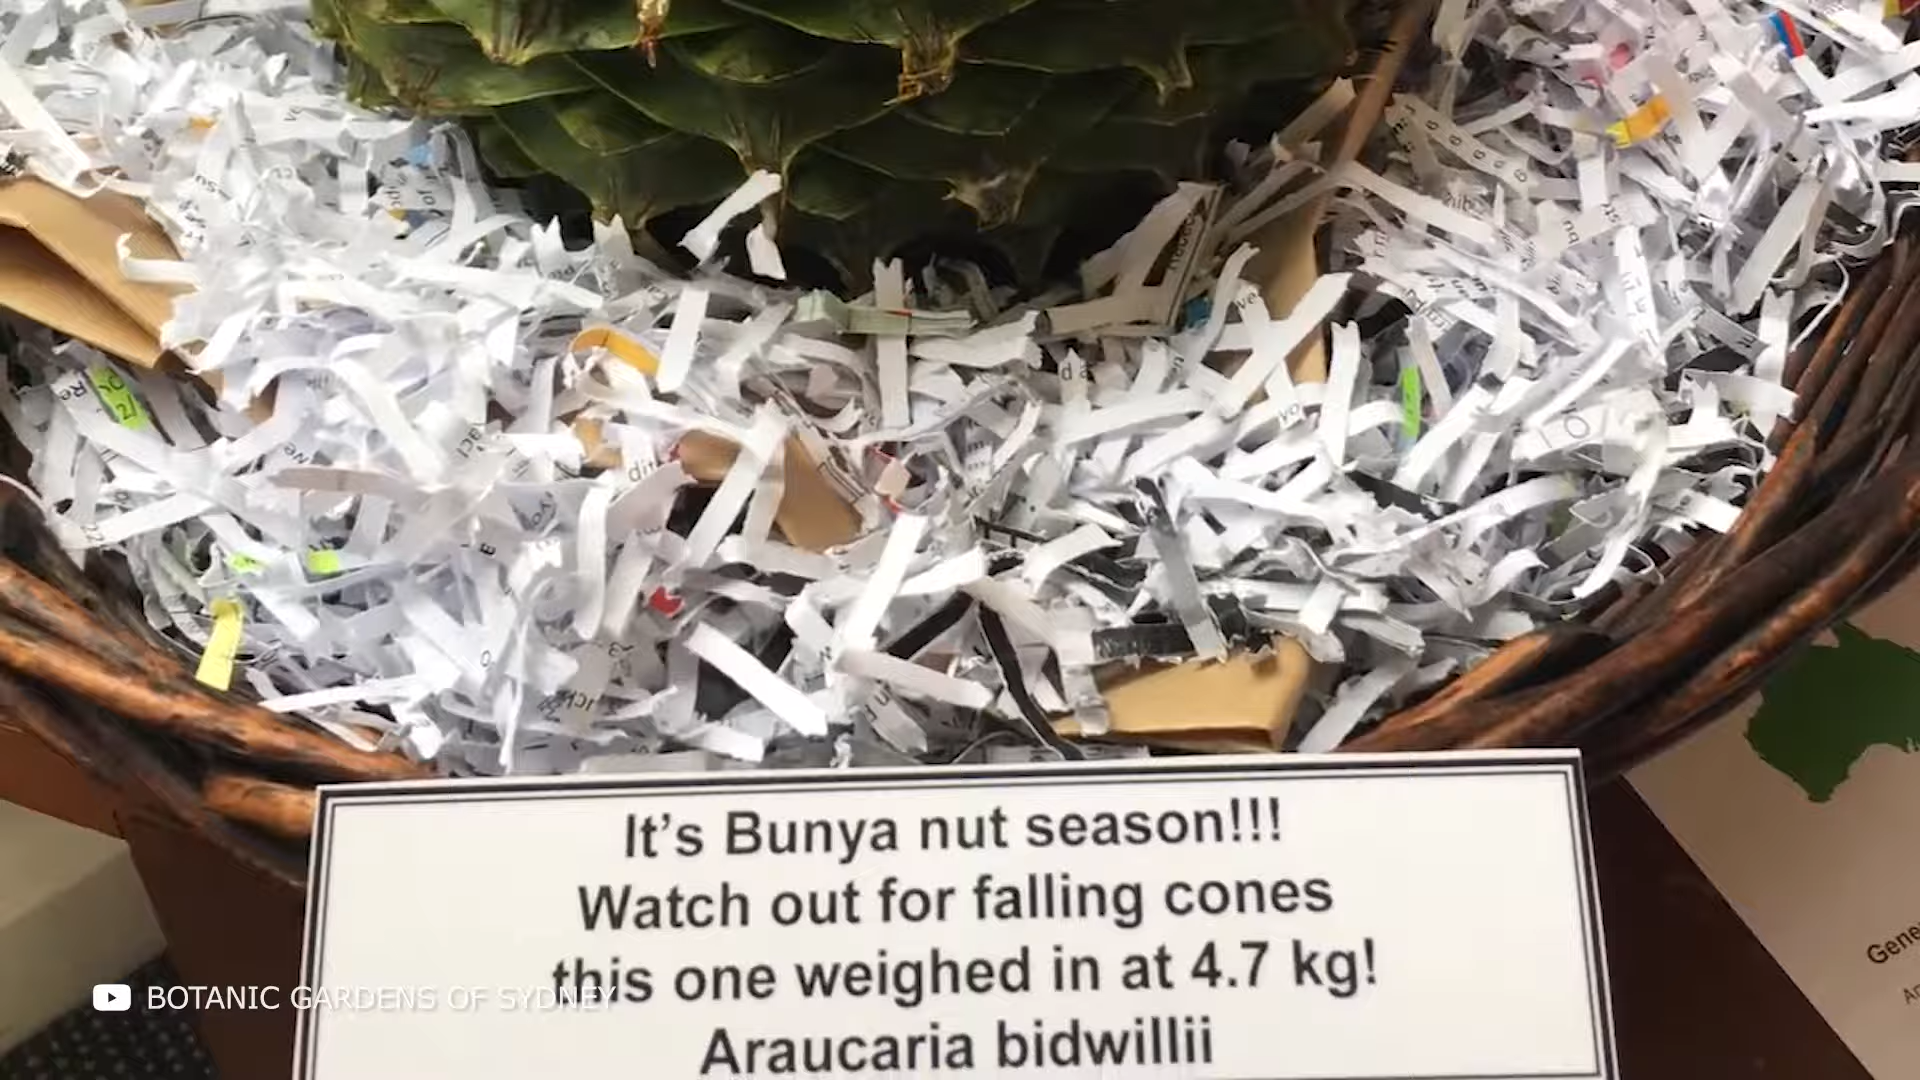 It's Bunya nut season!!!
Watch out for falling cones
this one weighed in at 4.7 kg!
Araucaria bidwillii
BOTANIC GARDENS OF SYDNEY